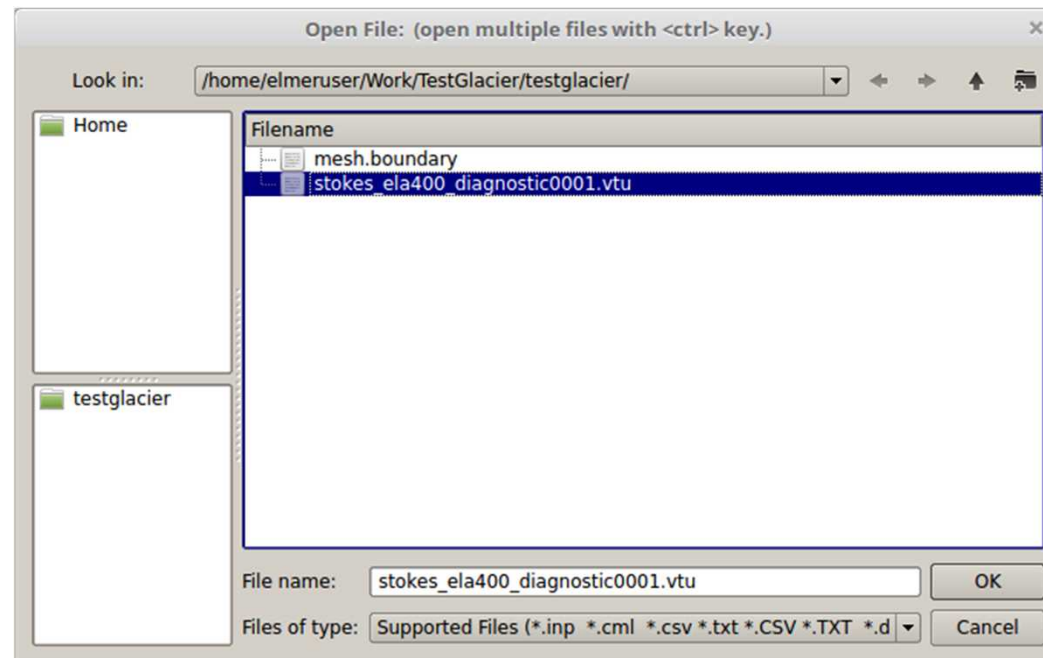 Open File: (open multiple files with <ctrl> key.)
Look in: /home/elmeruser/Work/TestGlacier/testglacier/
Home
Filename
mesh.boundary
stokes_ela400_diagnostic0001.vtu
testglacier
File name: stokes_ela400_diagnostic0001.vtu OK
Files of type: Supported Files (*.inp *.cml *.csv *.txt *.CSV *.TXT *.d Cancel